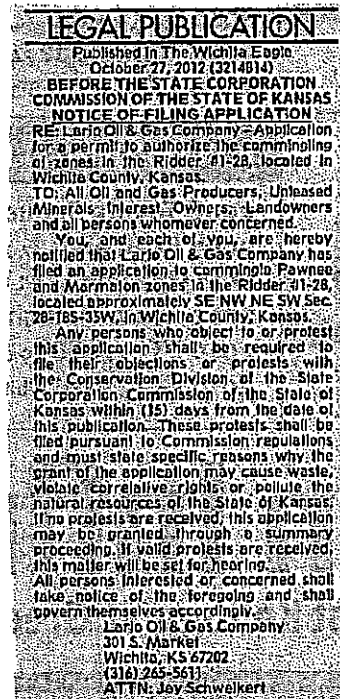 LEGAL PUBLICATION
Published in The Wichita Eagle
October 27, 2012 (3214814)
BEFORE THE STATE CORPORATION
COMMISSION OF THE STATE OF KANSAS
NOTICE OF FILING APPLICATION
RE: Lario Oil & Gas Company - Application
for a permit to authorize the commingling
of zones in the Ridder #1-28, located in
Wichita County, Kansas.
TO: All Oil and Gas Producers, Unleased
Minerals Interest Owners, Landowners
and all persons whomever concerned.
You, and each of you, are hereby
notified that Lario Oil & Gas Company has
filed an application to commingle Pawnee
and Marmaton zones in the Ridder #1-28,
located approximately SE NW NE SW Sec.
28-18S-35W, in Wichita County, Kansas.
Any persons who object to or protest
this application shall be required to
file their objections or protests with
the Conservation Division of the State
Corporation Commission of the State of
Kansas within (15) days from the date of
this publication. These protests shall be
filed pursuant to Commission regulations
and must state specific reasons why the
grant of the application may cause waste,
violate correlative rights or pollute the
natural resources of the State of Kansas.
If no protests are received, this application
may be granted through a summary
proceeding. If valid protests are received,
this matter will be set for hearing.
All persons interested or concerned shall
take notice of the foregoing and shall
govern themselves accordingly.
Lario Oil & Gas Company
301 S. Market
Wichita, KS 67202
(316) 265-5611
ATTN: Jay Schweikert